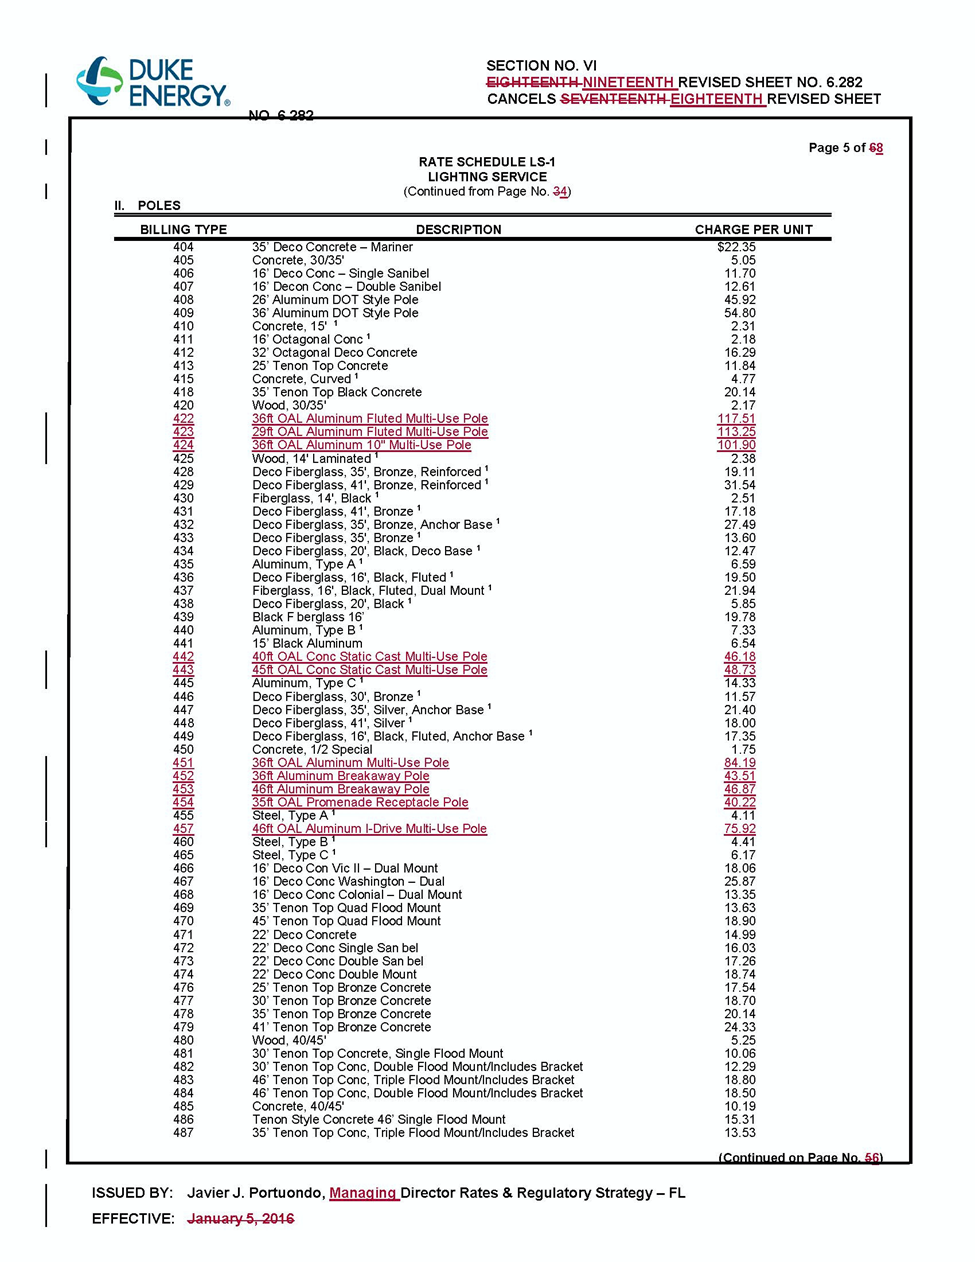 DUKE
ENERGY®
SECTION NO. VI
EIGHTEENTH NINETEENTH REVISED SHEET NO. 6.282
CANCELS SEVENTEENTH EIGHTEENTH REVISED SHEET
NO 6 282
Page 5 of 68
RATE SCHEDULE LS-1
LIGHTING SERVICE
(Continued from Page No. 34)
II. POLES
BILLING TYPE DESCRIPTION CHARGE PER UNIT
404 35' Deco Concrete – Mariner $22.35
405 Concrete, 30/35' 5.05
406 16' Deco Conc – Single Sanibel 11.70
407 16' Decon Conc – Double Sanibel 12.61
408 26' Aluminum DOT Style Pole 45.92
409 36' Aluminum DOT Style Pole 54.80
410 Concrete, 15' ¹ 2.31
411 16' Octagonal Conc ¹ 2.18
412 32' Octagonal Deco Concrete 16.29
413 25' Tenon Top Concrete 11.84
415 Concrete, Curved ¹ 4.77
418 35' Tenon Top Black Concrete 20.14
420 Wood, 30/35' 2.17
422 36ft OAL Aluminum Fluted Multi-Use Pole 117.51
423 29ft OAL Aluminum Fluted Multi-Use Pole 113.25
424 36ft OAL Aluminum 10" Multi-Use Pole 101.90
425 Wood, 14' Laminated ¹ 2.38
428 Deco Fiberglass, 35', Bronze, Reinforced ¹ 19.11
429 Deco Fiberglass, 41', Bronze, Reinforced ¹ 31.54
430 Fiberglass, 14', Black ¹ 2.51
431 Deco Fiberglass, 41', Bronze ¹ 17.18
432 Deco Fiberglass, 35', Bronze, Anchor Base ¹ 27.49
433 Deco Fiberglass, 35', Bronze ¹ 13.60
434 Deco Fiberglass, 20', Black, Deco Base ¹ 12.47
435 Aluminum, Type A ¹ 6.59
436 Deco Fiberglass, 16', Black, Fluted ¹ 19.50
437 Fiberglass, 16', Black, Fluted, Dual Mount ¹ 21.94
438 Deco Fiberglass, 20', Black ¹ 5.85
439 Black F berglass 16' 19.78
440 Aluminum, Type B ¹ 7.33
441 15' Black Aluminum 6.54
442 40ft OAL Conc Static Cast Multi-Use Pole 46.18
443 45ft OAL Conc Static Cast Multi-Use Pole 48.73
445 Aluminum, Type C ¹ 14.33
446 Deco Fiberglass, 30', Bronze ¹ 11.57
447 Deco Fiberglass, 35', Silver, Anchor Base ¹ 21.40
448 Deco Fiberglass, 41', Silver ¹ 18.00
449 Deco Fiberglass, 16', Black, Fluted, Anchor Base ¹ 17.35
450 Concrete, 1/2 Special 1.75
451 36ft OAL Aluminum Multi-Use Pole 84.19
452 36ft Aluminum Breakaway Pole 43.51
453 46ft Aluminum Breakaway Pole 46.87
454 35ft OAL Promenade Receptacle Pole 40.22
455 Steel, Type A ¹ 4.11
457 46ft OAL Aluminum I-Drive Multi-Use Pole 75.92
460 Steel, Type B ¹ 4.41
465 Steel, Type C ¹ 6.17
466 16' Deco Con Vic II – Dual Mount 18.06
467 16' Deco Conc Washington – Dual 25.87
468 16' Deco Conc Colonial – Dual Mount 13.35
469 35' Tenon Top Quad Flood Mount 13.63
470 45' Tenon Top Quad Flood Mount 18.90
471 22' Deco Concrete 14.99
472 22' Deco Conc Single San bel 16.03
473 22' Deco Conc Double San bel 17.26
474 22' Deco Conc Double Mount 18.74
476 25' Tenon Top Bronze Concrete 17.54
477 30' Tenon Top Bronze Concrete 18.70
478 35' Tenon Top Bronze Concrete 20.14
479 41' Tenon Top Bronze Concrete 24.33
480 Wood, 40/45' 5.25
481 30' Tenon Top Concrete, Single Flood Mount 10.06
482 30' Tenon Top Conc, Double Flood Mount/Includes Bracket 12.29
483 46' Tenon Top Conc, Triple Flood Mount/Includes Bracket 18.80
484 46' Tenon Top Conc, Double Flood Mount/Includes Bracket 18.50
485 Concrete, 40/45' 10.19
486 Tenon Style Concrete 46' Single Flood Mount 15.31
487 35' Tenon Top Conc, Triple Flood Mount/Includes Bracket 13.53
(Continued on Page No. 56)
ISSUED BY: Javier J. Portuondo, Managing Director Rates & Regulatory Strategy – FL
EFFECTIVE: January 5, 2016